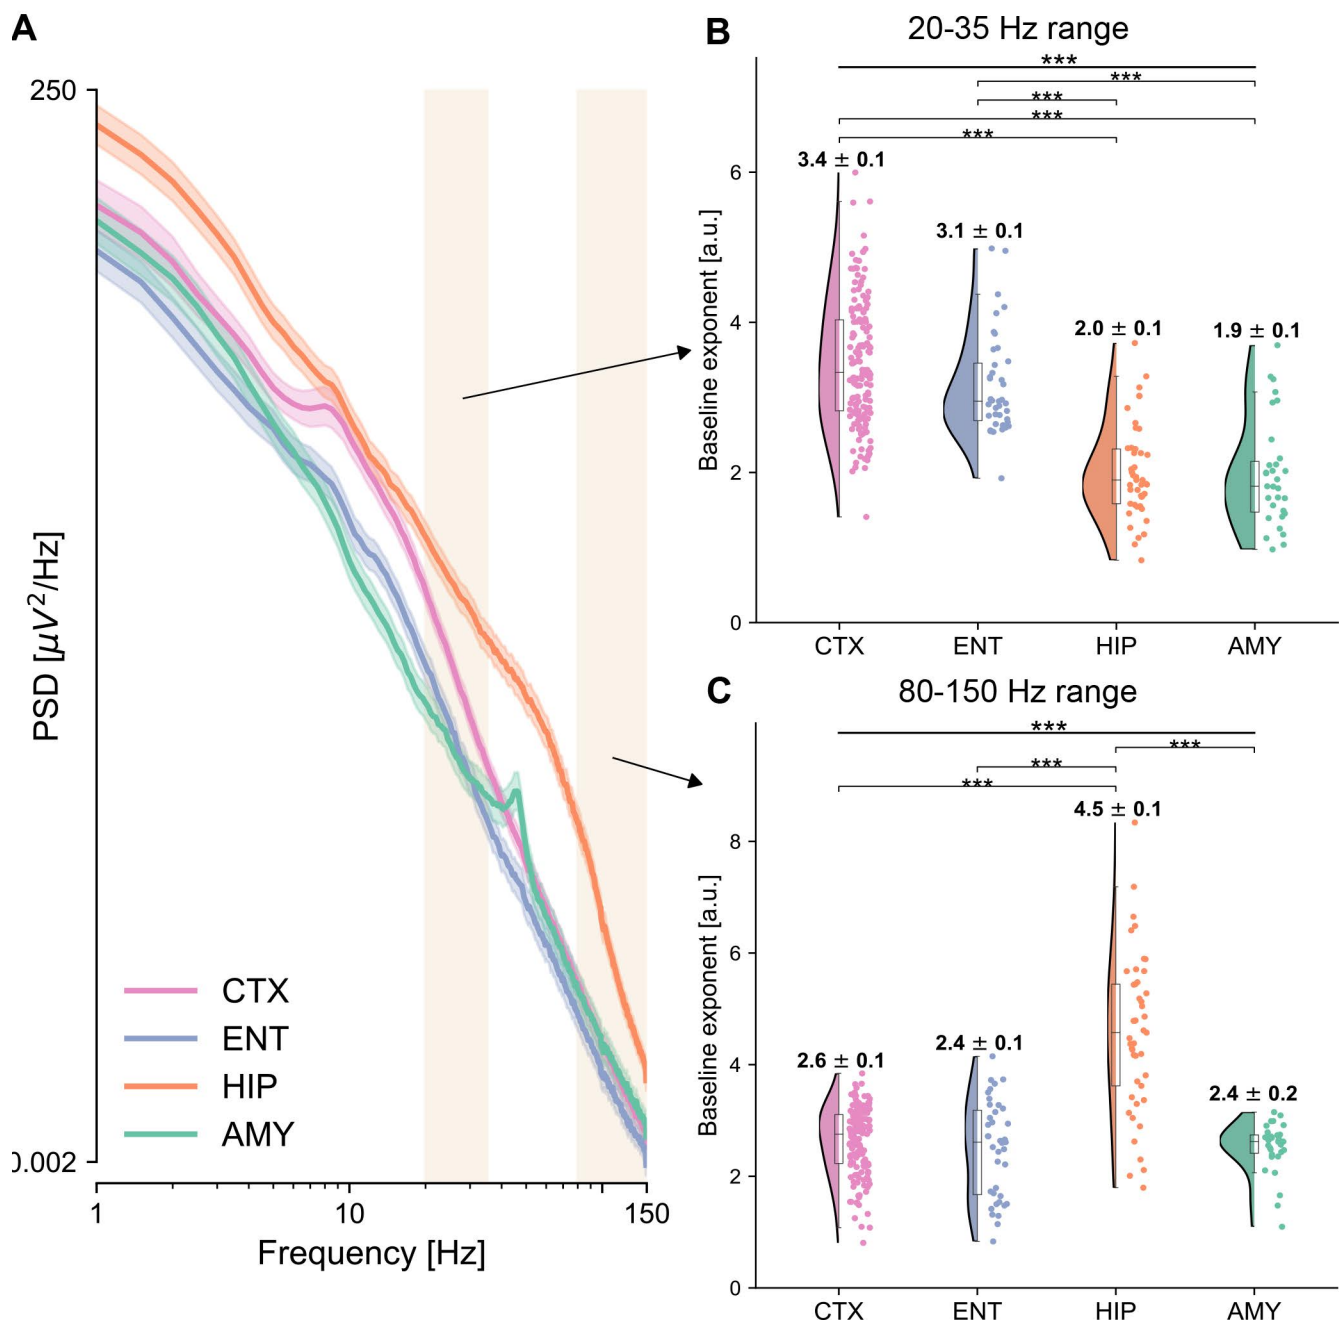 A
250
PSD [μV²/Hz]
0.002
CTX
ENT
HIP
AMY
1
10
150
Frequency [Hz]
B
20-35 Hz range
***
***
***
***
***
3.4 ± 0.1
3.1 ± 0.1
2.0 ± 0.1
1.9 ± 0.1
Baseline exponent [a.u.]
6
4
2
0
CTX
ENT
HIP
AMY
C
80-150 Hz range
***
***
***
***
4.5 ± 0.1
2.6 ± 0.1
2.4 ± 0.1
2.4 ± 0.2
Baseline exponent [a.u.]
8
6
4
2
0
CTX
ENT
HIP
AMY